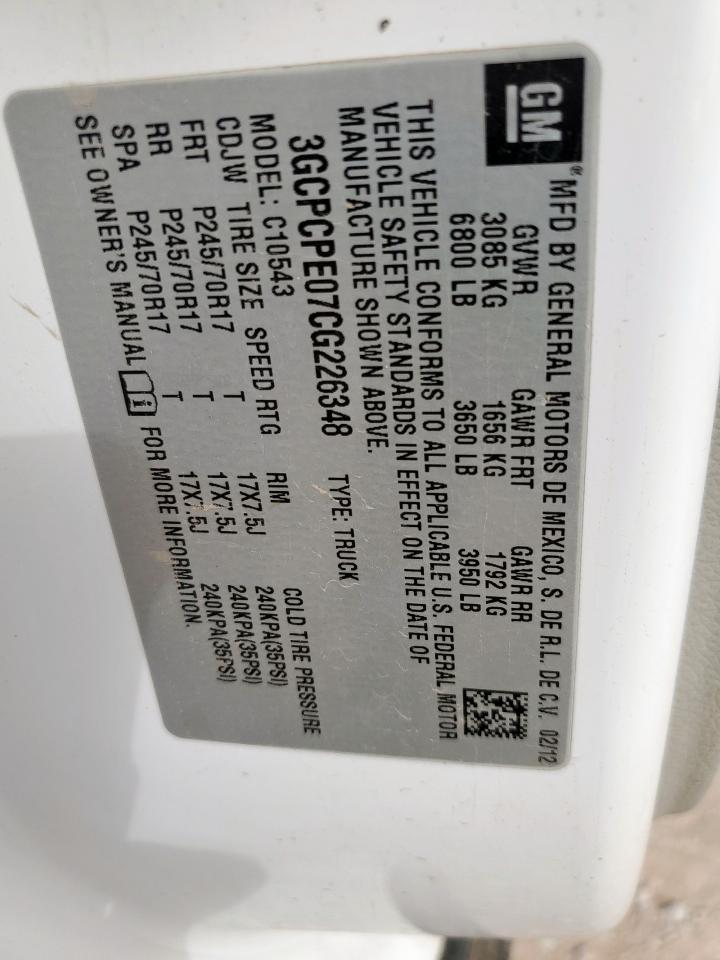 GM
® MFD BY GENERAL MOTORS DE MEXICO, S. DE R.L. DE C.V. 02/12
GVWR GAWR FRT GAWR RR
3085 KG 1656 KG 1792 KG
6800 LB 3650 LB 3950 LB
THIS VEHICLE CONFORMS TO ALL APPLICABLE U.S. FEDERAL MOTOR
VEHICLE SAFETY STANDARDS IN EFFECT ON THE DATE OF
MANUFACTURE SHOWN ABOVE.
3GCPCPE07CG226348 TYPE: TRUCK
MODEL: C10543
CDJW TIRE SIZE SPEED RTG RIM COLD TIRE PRESSURE
FRT P245/70R17 T 17X7.5J 240KPA(35PSI)
RR P245/70R17 T 17X7.5J 240KPA(35PSI)
SPA P245/70R17 T 17X7.5J 240KPA(35PSI)
SEE OWNER'S MANUAL i FOR MORE INFORMATION.